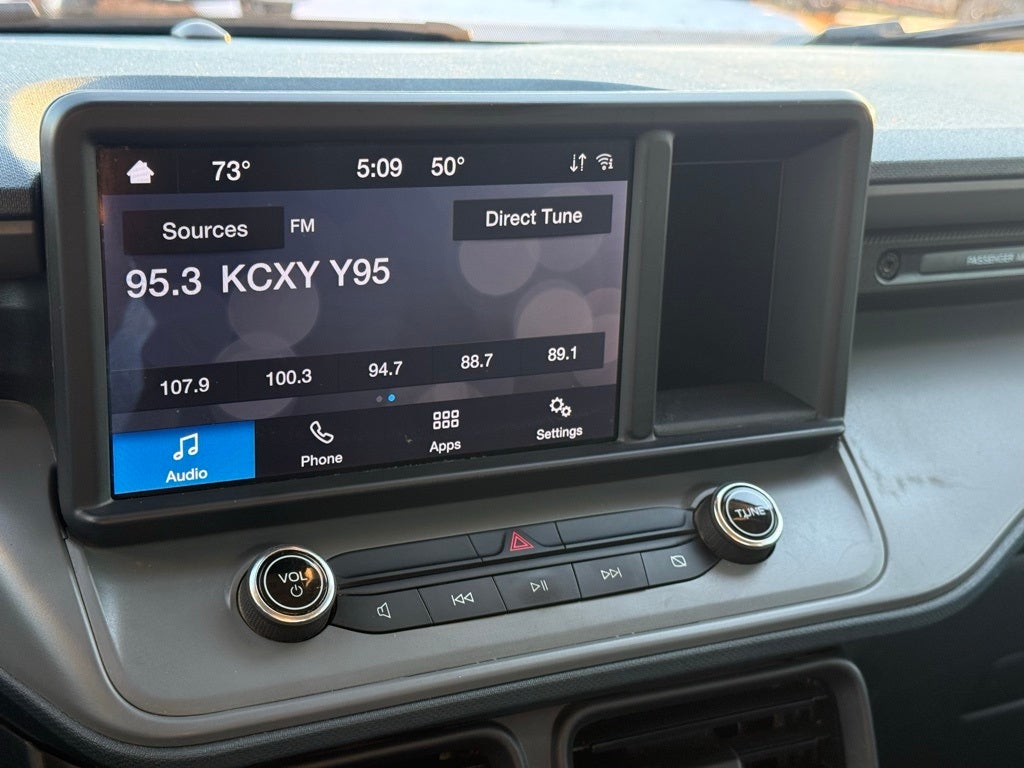 73° 5:09 50°
Sources FM Direct Tune
95.3 KCXY Y95
107.9 100.3 94.7 88.7 89.1
Audio Phone Apps Settings
VOL
TUNE
PASSENGER